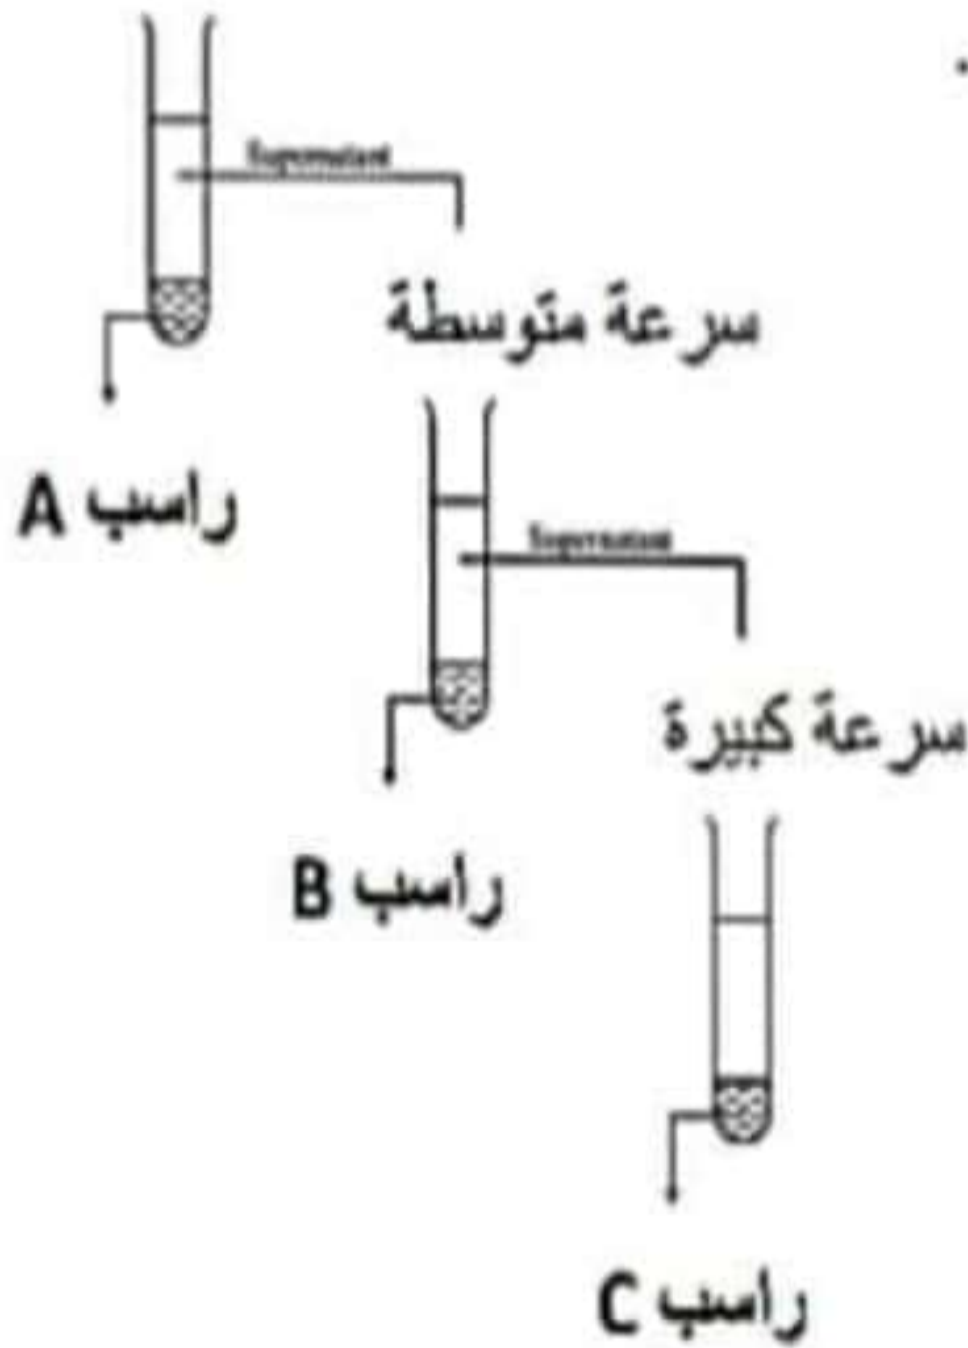 Supernatant
سرعة متوسطة
راسب A
Supernatant
سرعة كبيرة
راسب B
راسب C